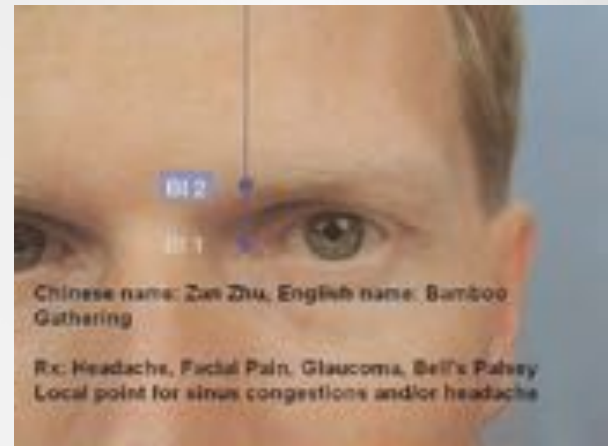 Bl 2
Bl 1
Chinese name: Zan Zhu, English name: Bamboo
Gathering
Rx: Headache, Facial Pain, Glaucoma, Bell's Palsey
Local point for sinus congestions and/or headache